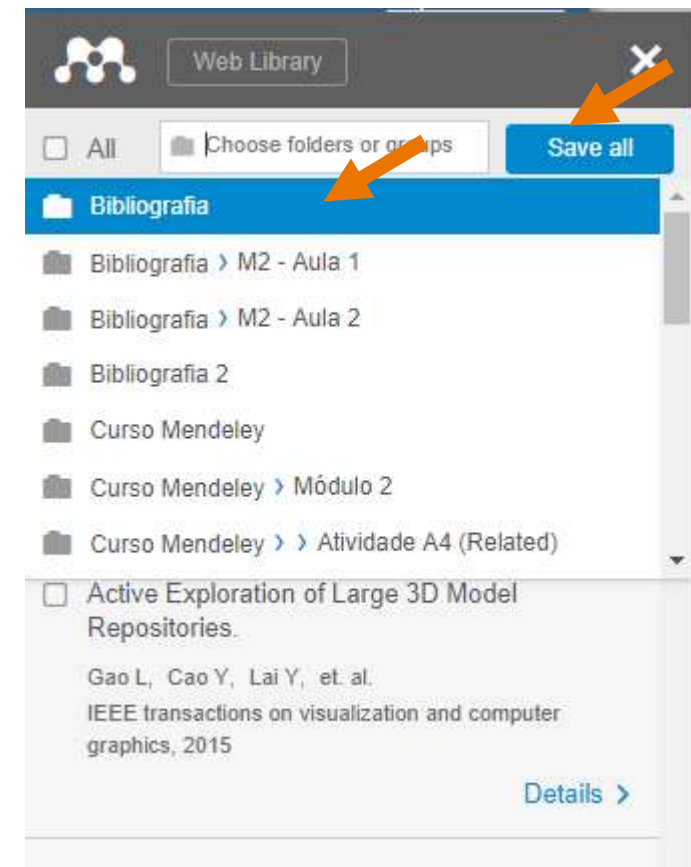 Web Library
All Choose folders or groups Save all
Bibliografia
Bibliografia › M2 - Aula 1
Bibliografia › M2 - Aula 2
Bibliografia 2
Curso Mendeley
Curso Mendeley › Módulo 2
Curso Mendeley › › Atividade A4 (Related)
Active Exploration of Large 3D Model
Repositories.
Gao L, Cao Y, Lai Y, et. al.
IEEE transactions on visualization and computer
graphics, 2015
Details ›